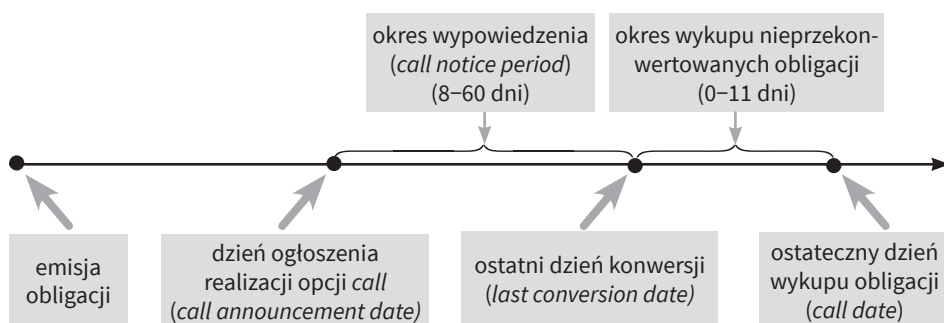 okres wypowiedzenia
(call notice period)
(8–60 dni)
okres wykupu nieprzekon-
wertowanych obligacji
(0–11 dni)
emisja
obligacji
dzień ogłoszenia
realizacji opcji call
(call announcement date)
ostatni dzień konwersji
(last conversion date)
ostateczny dzień
wykupu obligacji
(call date)